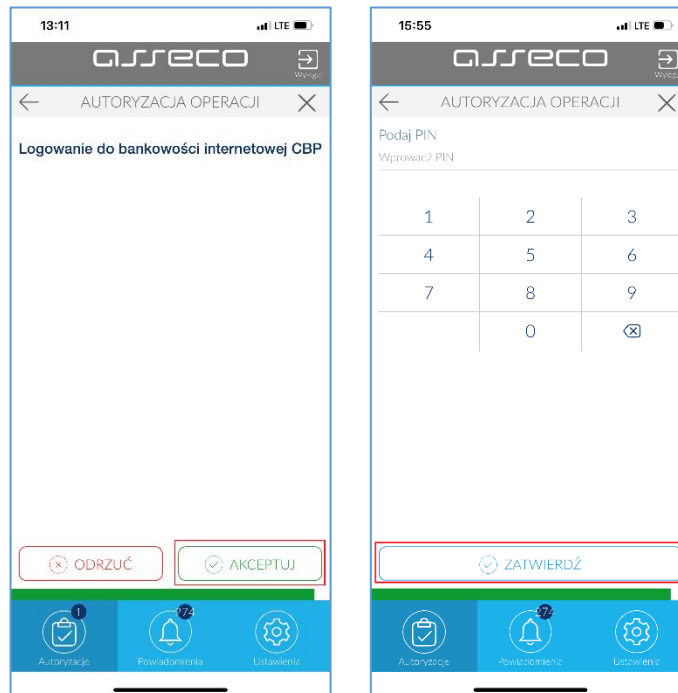 13:11
LTE
asseco
Wyloguj
AUTORYZACJA OPERACJI
Logowanie do bankowości internetowej CBP
ODRZUĆ
AKCEPTUJ
1
274
Autoryzacje
Powiadomienia
Ustawienia
15:55
LTE
asseco
AUTORYZACJA OPERACJI
Podaj PIN
Wprowadź PIN
1 2 3
4 5 6
7 8 9
0
ZATWIERDŹ
274
Autoryzacje
Powiadomienia
Ustawienia